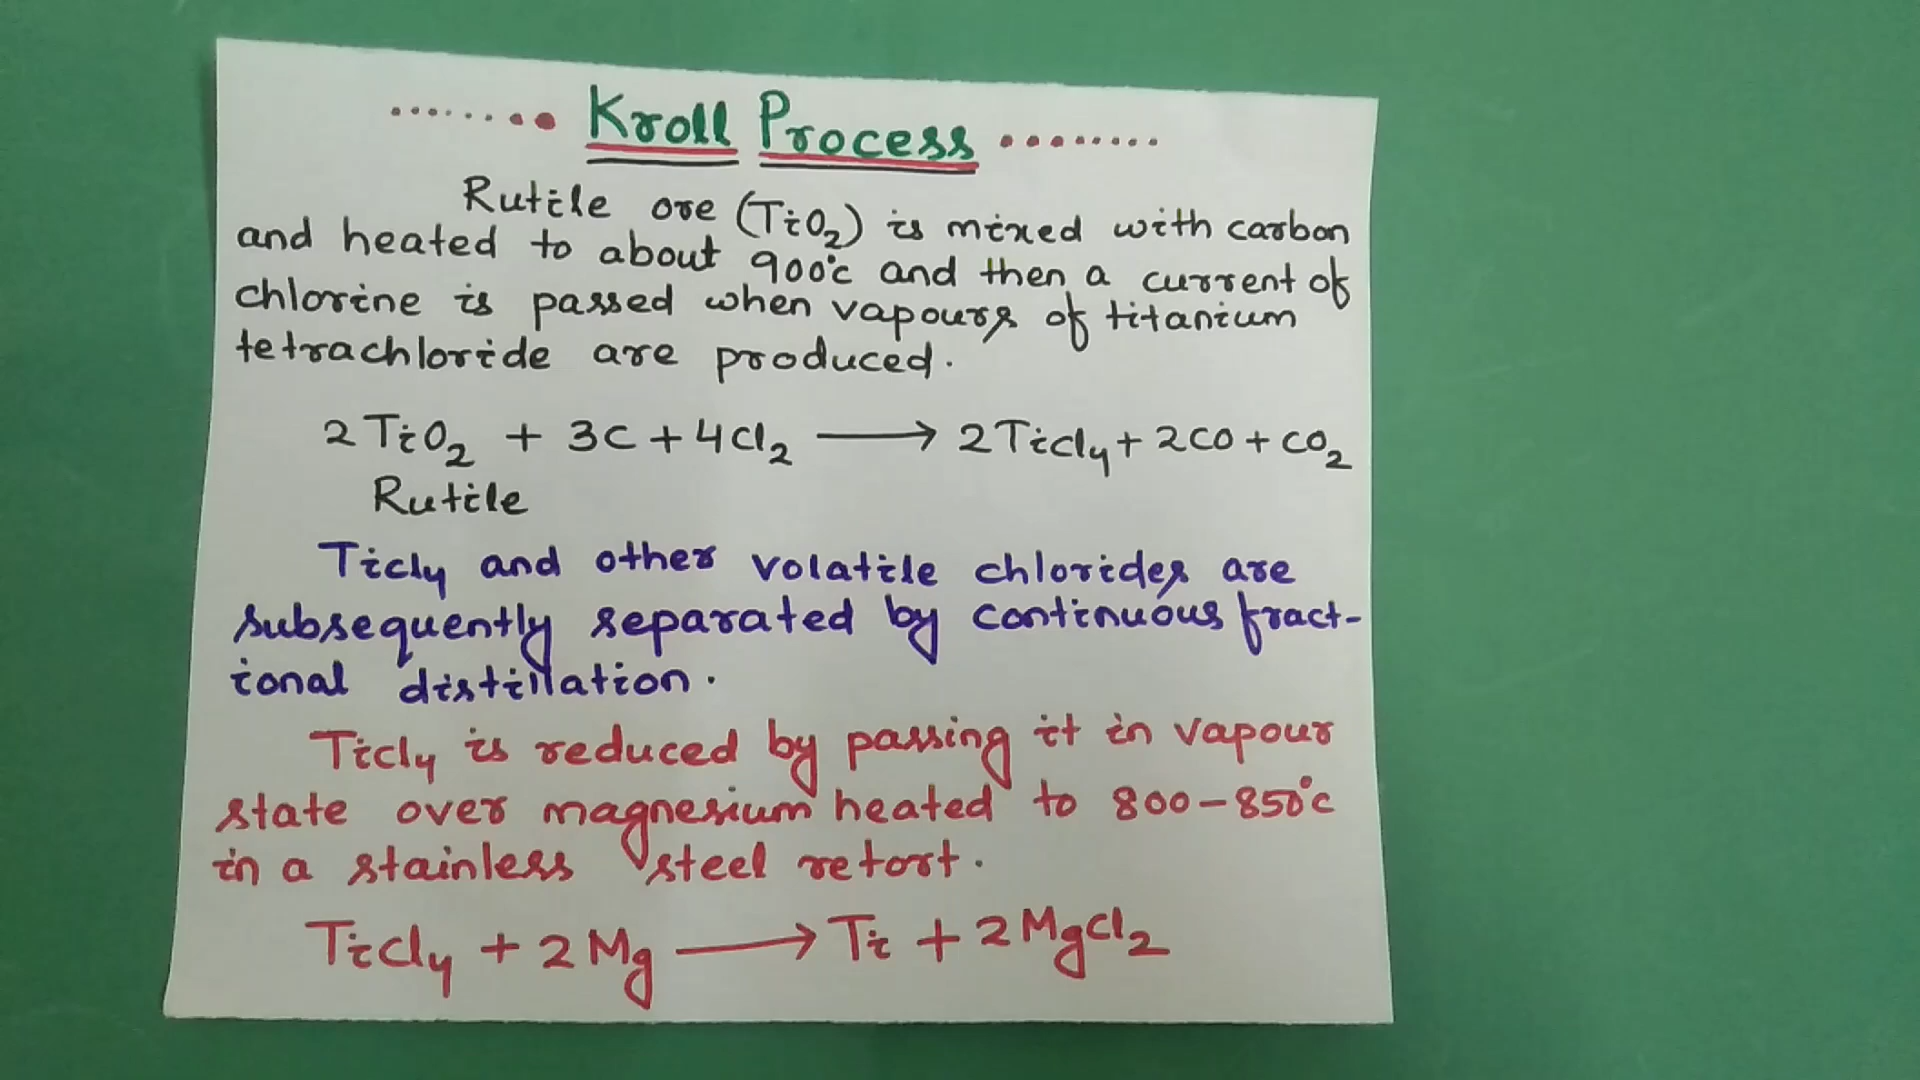 ........ Kroll Process ........
Rutile ore (TiO₂) is mixed with carbon
and heated to about 900°c and then a current of
chlorine is passed when vapours of titanium
tetrachloride are produced.
2TiO₂ + 3C + 4Cl₂ ⟶ 2TiCl₄ + 2CO + CO₂
Rutile
TiCl₄ and other volatile chlorides are
subsequently separated by continuous fract-
ional distillation.
TiCl₄ is reduced by passing it in vapour
state over magnesium heated to 800-850°c
in a stainless steel retort.
TiCl₄ + 2Mg ⟶ Ti + 2MgCl₂